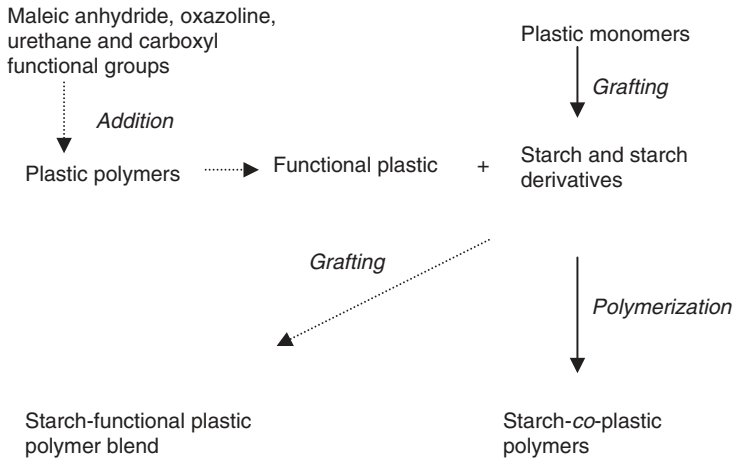 Maleic anhydride, oxazoline,
urethane and carboxyl
functional groups
Plastic monomers
Grafting
Addition
Plastic polymers
Functional plastic
+
Starch and starch
derivatives
Grafting
Polymerization
Starch-functional plastic
polymer blend
Starch-co-plastic
polymers